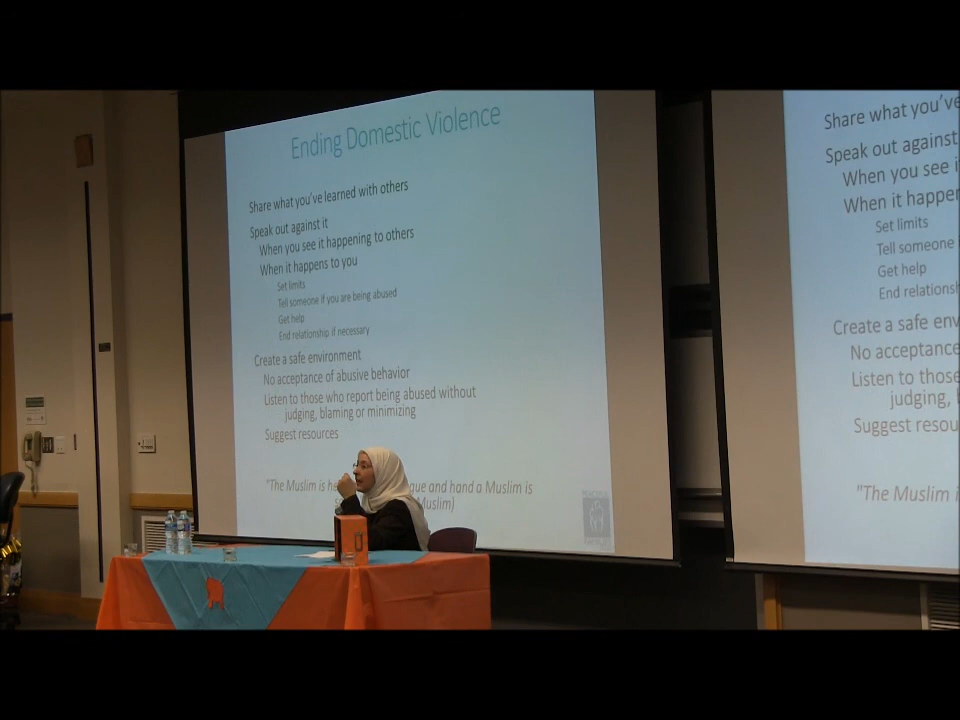 Ending Domestic Violence
Share what you've learned with others
Speak out against it
When you see it happening to others
When it happens to you
Set limits
Tell someone if you are being abused
Get help
End relationship if necessary
Create a safe environment
No acceptance of abusive behavior
Listen to those who report being abused without
judging, blaming or minimizing
Suggest resources
"The Muslim is he and hand a Muslim is
Muslim)
Share what you've
Speak out against
When you see
When it
Set limits
Tell someone
Get help
End
Create a safe
No acceptance
Listen to those
judging,
Suggest
"The Muslim